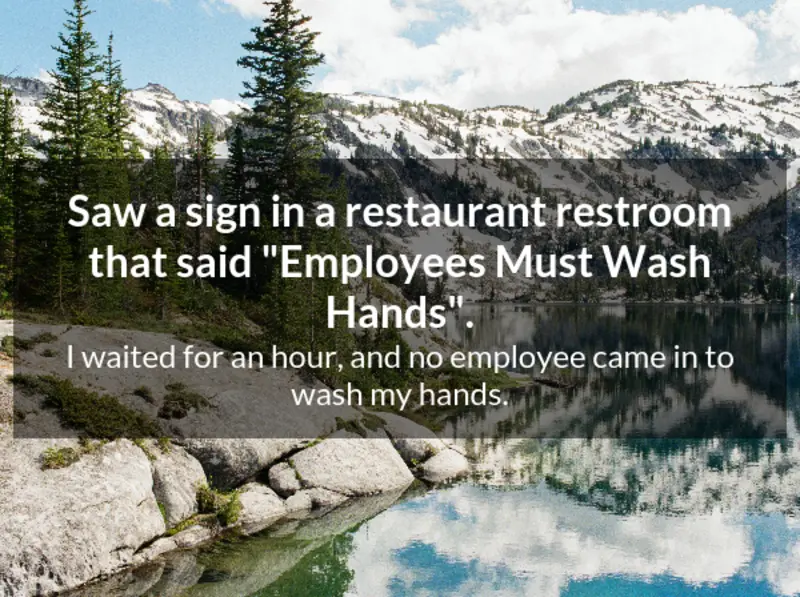 Saw a sign in a restaurant restroom
that said "Employees Must Wash
Hands".
I waited for an hour, and no employee came in to
wash my hands.